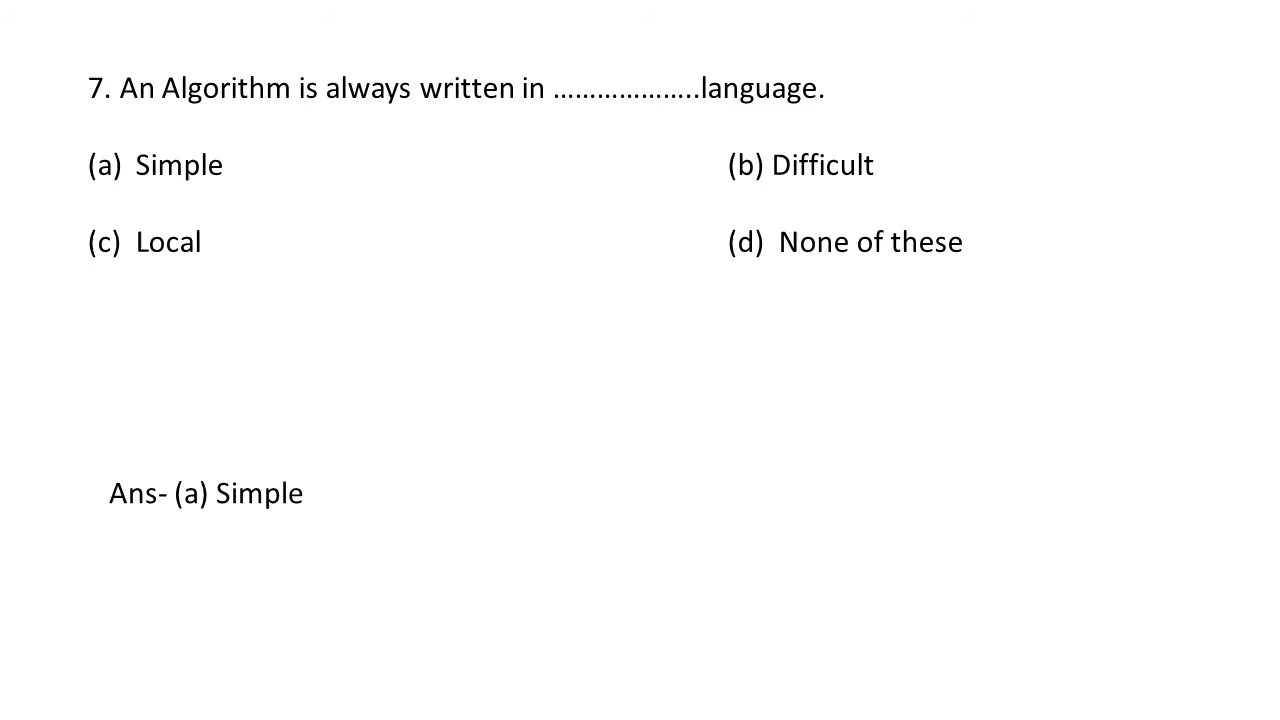 7. An Algorithm is always written in ………………..language.
(a) Simple (b) Difficult
(c) Local (d) None of these
Ans- (a) Simple